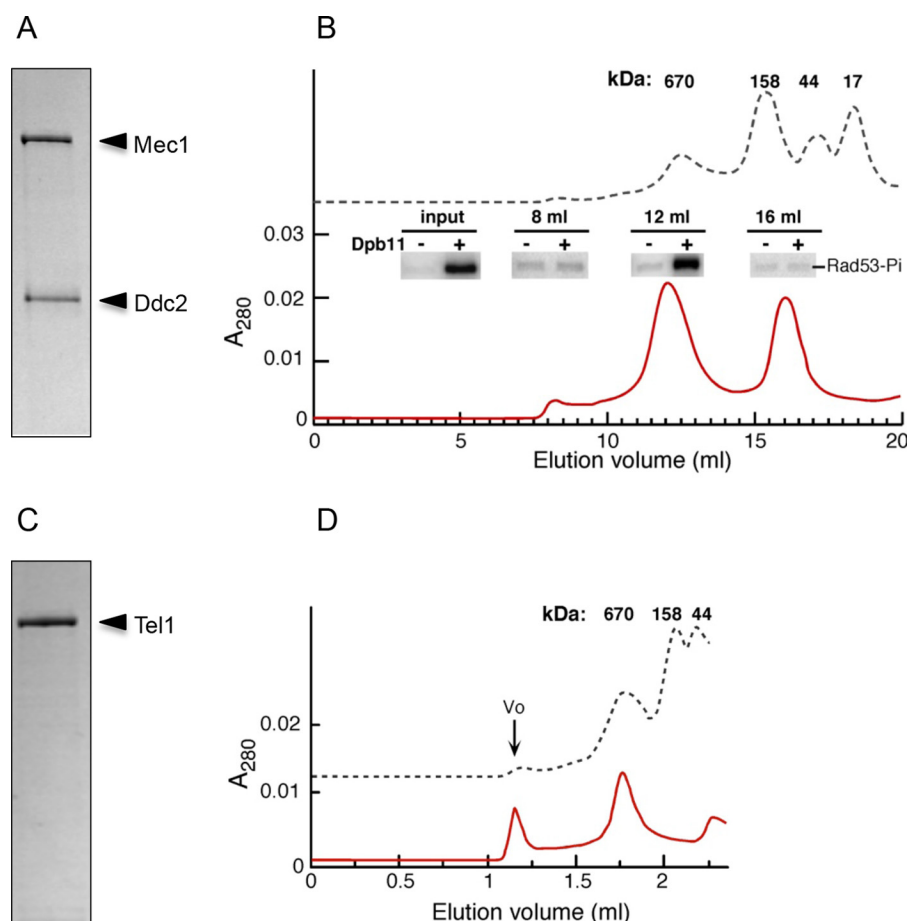 A
Mec1
Ddc2
B
kDa: 670 158 44 17
input 8 ml 12 ml 16 ml
Dpb11 - + - + - + - +
Rad53-Pi
0.03
0.02
0.01
0
A280
0 5 10 15 20
Elution volume (ml)
C
Tel1
D
kDa: 670 158 44
Vo
0.02
0.01
0
A280
0 0.5 1 1.5 2
Elution volume (ml)